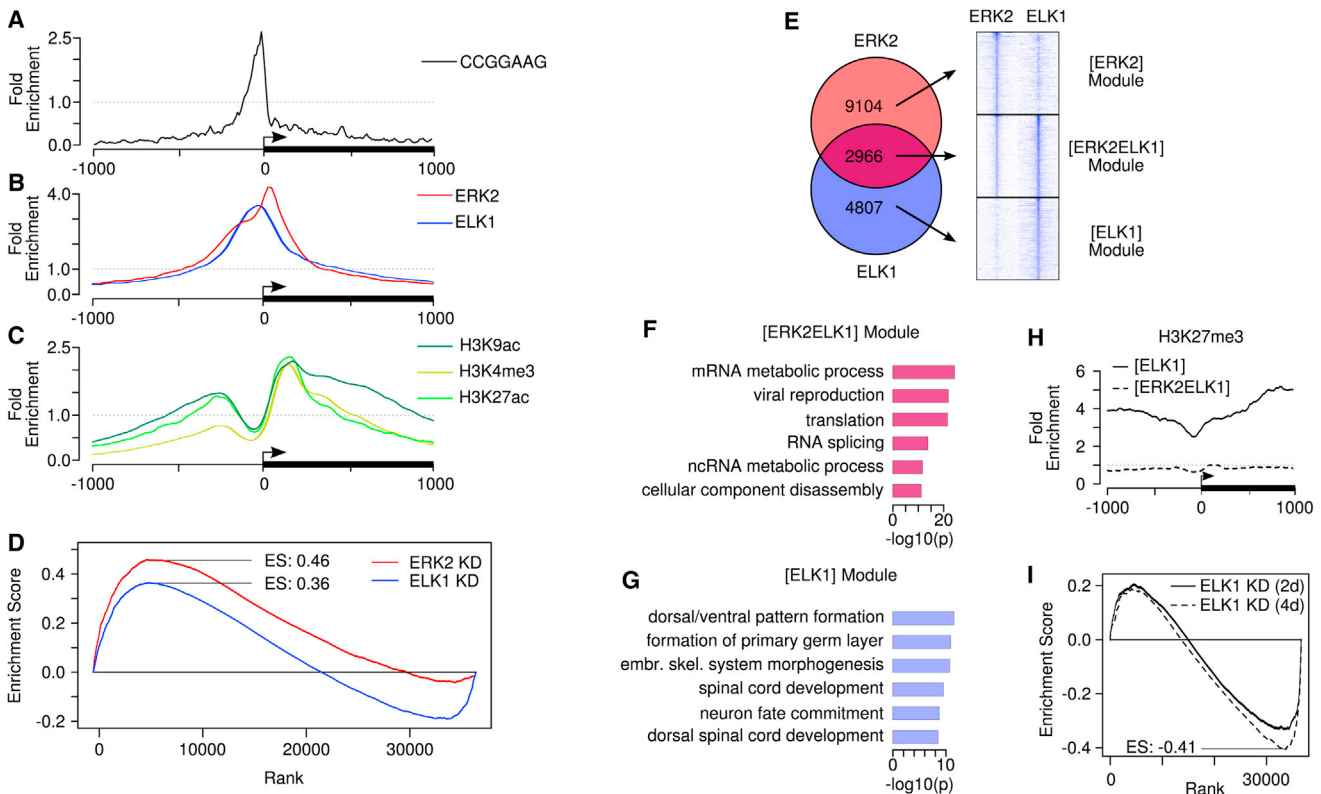 A
2.5
1.0
0.0
Fold
Enrichment
CCGGAAG
-1000
0
1000
B
4.0
1.0
0.0
Fold
Enrichment
ERK2
ELK1
-1000
0
1000
C
2.5
1.0
0.0
Fold
Enrichment
H3K9ac
H3K4me3
H3K27ac
-1000
0
1000
D
Enrichment Score
0.4
0.2
0.0
-0.2
ES: 0.46
ES: 0.36
ERK2 KD
ELK1 KD
0
10000
20000
30000
Rank
E
ERK2
9104
2966
4807
ELK1
ERK2 ELK1
[ERK2]
Module
[ERK2ELK1]
Module
[ELK1]
Module
F
[ERK2ELK1] Module
mRNA metabolic process
viral reproduction
translation
RNA splicing
ncRNA metabolic process
cellular component disassembly
0 20
-log10(p)
G
[ELK1] Module
dorsal/ventral pattern formation
formation of primary germ layer
embr. skel. system morphogenesis
spinal cord development
neuron fate commitment
dorsal spinal cord development
0 10
-log10(p)
H
H3K27me3
[ELK1]
[ERK2ELK1]
Fold
Enrichment
6
4
2
0
-1000
0
1000
I
Enrichment Score
0.2
0.0
-0.2
-0.4
ELK1 KD (2d)
ELK1 KD (4d)
ES: -0.41
0
30000
Rank